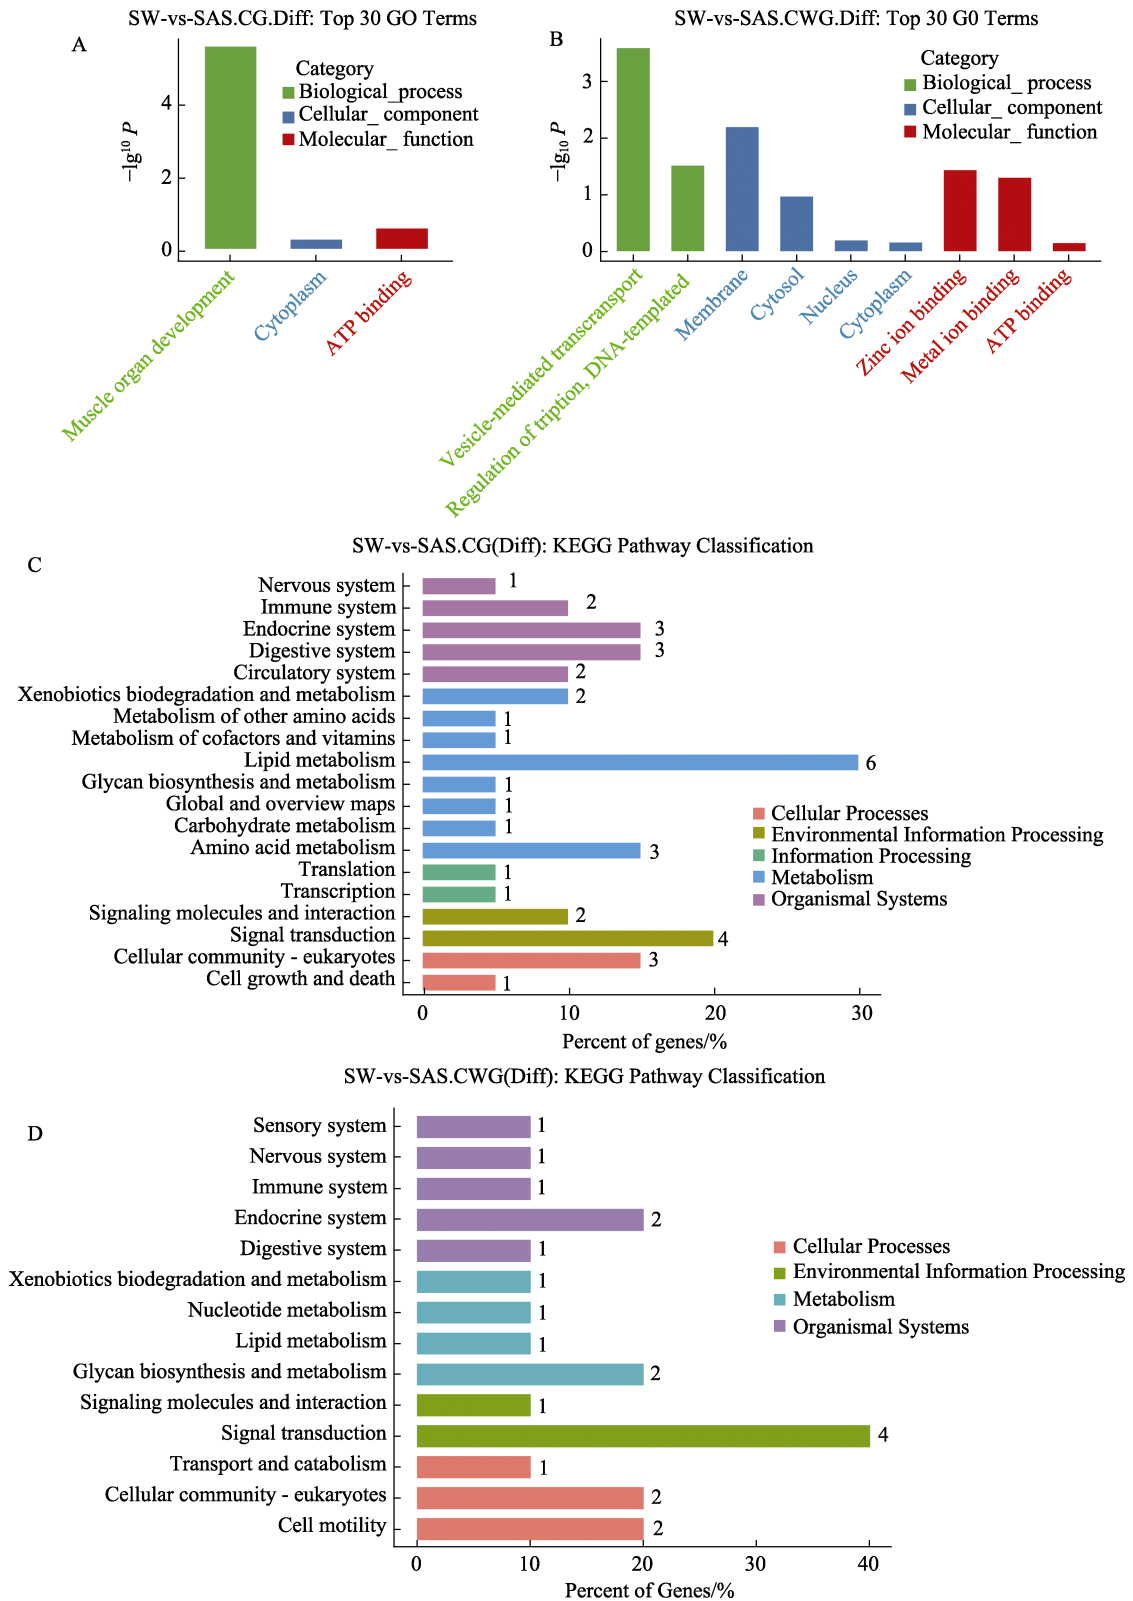 SW-vs-SAS.CG.Diff: Top 30 GO Terms
A
Category
Biological_process
Cellular_ component
Molecular_ function
−lg¹⁰ P
4
2
0
Muscle organ development
Cytoplasm
ATP binding
SW-vs-SAS.CWG.Diff: Top 30 G0 Terms
B
Category
Biological_ process
Cellular_ component
Molecular_ function
−lg₁₀ P
3
2
1
0
Vesicle-mediated transcransport
Regulation of tription, DNA-templated
Membrane
Cytosol
Nucleus
Cytoplasm
Zinc ion binding
Metal ion binding
ATP binding
SW-vs-SAS.CG(Diff): KEGG Pathway Classification
C
Nervous system 1
Immune system 2
Endocrine system 3
Digestive system 3
Circulatory system 2
Xenobiotics biodegradation and metabolism 2
Metabolism of other amino acids 1
Metabolism of cofactors and vitamins 1
Lipid metabolism 6
Glycan biosynthesis and metabolism 1
Global and overview maps 1
Carbohydrate metabolism 1
Amino acid metabolism 3
Translation 1
Transcription 1
Signaling molecules and interaction 2
Signal transduction 4
Cellular community - eukaryotes 3
Cell growth and death 1
Cellular Processes
Environmental Information Processing
Information Processing
Metabolism
Organismal Systems
0 10 20 30
Percent of genes/%
SW-vs-SAS.CWG(Diff): KEGG Pathway Classification
D
Sensory system 1
Nervous system 1
Immune system 1
Endocrine system 2
Digestive system 1
Xenobiotics biodegradation and metabolism 1
Nucleotide metabolism 1
Lipid metabolism 1
Glycan biosynthesis and metabolism 2
Signaling molecules and interaction 1
Signal transduction 4
Transport and catabolism 1
Cellular community - eukaryotes 2
Cell motility 2
Cellular Processes
Environmental Information Processing
Metabolism
Organismal Systems
0 10 20 30 40
Percent of Genes/%